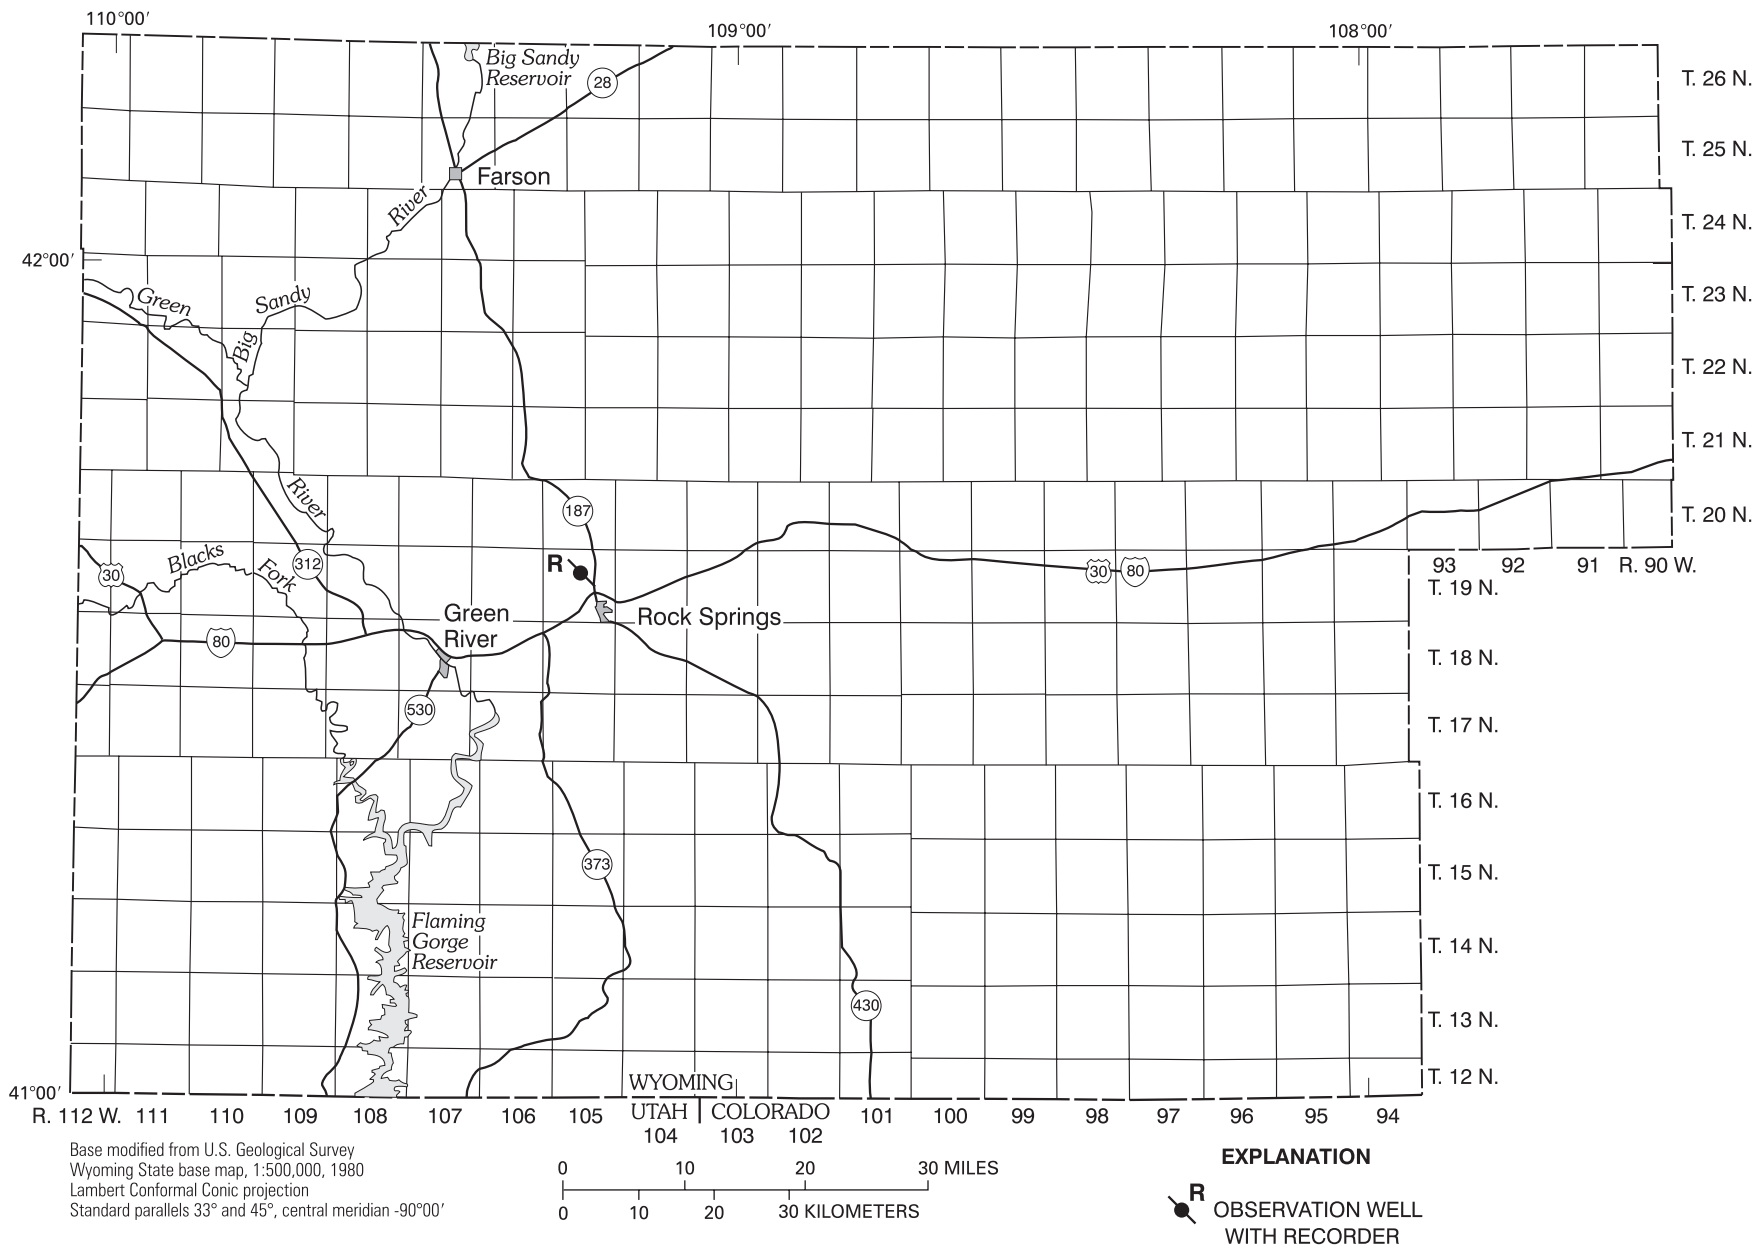 110°00′
109°00′
108°00′
Big Sandy
Reservoir
28
T. 26 N.
T. 25 N.
Farson
River
T. 24 N.
42°00′
Green
Sandy
Big
T. 23 N.
T. 22 N.
T. 21 N.
River
187
T. 20 N.
Blacks
Fork
312
30
R
30
80
93
92
91
R. 90 W.
T. 19 N.
Green
River
Rock Springs
80
T. 18 N.
530
T. 17 N.
T. 16 N.
373
T. 15 N.
Flaming
Gorge
Reservoir
T. 14 N.
430
T. 13 N.
T. 12 N.
41°00′
WYOMING
UTAH
COLORADO
R. 112 W.
111
110
109
108
107
106
105
104
103
102
101
100
99
98
97
96
95
94
Base modified from U.S. Geological Survey
Wyoming State base map, 1:500,000, 1980
Lambert Conformal Conic projection
Standard parallels 33° and 45°, central meridian -90°00′
0 10 20 30 MILES
0 10 20 30 KILOMETERS
EXPLANATION
R
OBSERVATION WELL
WITH RECORDER